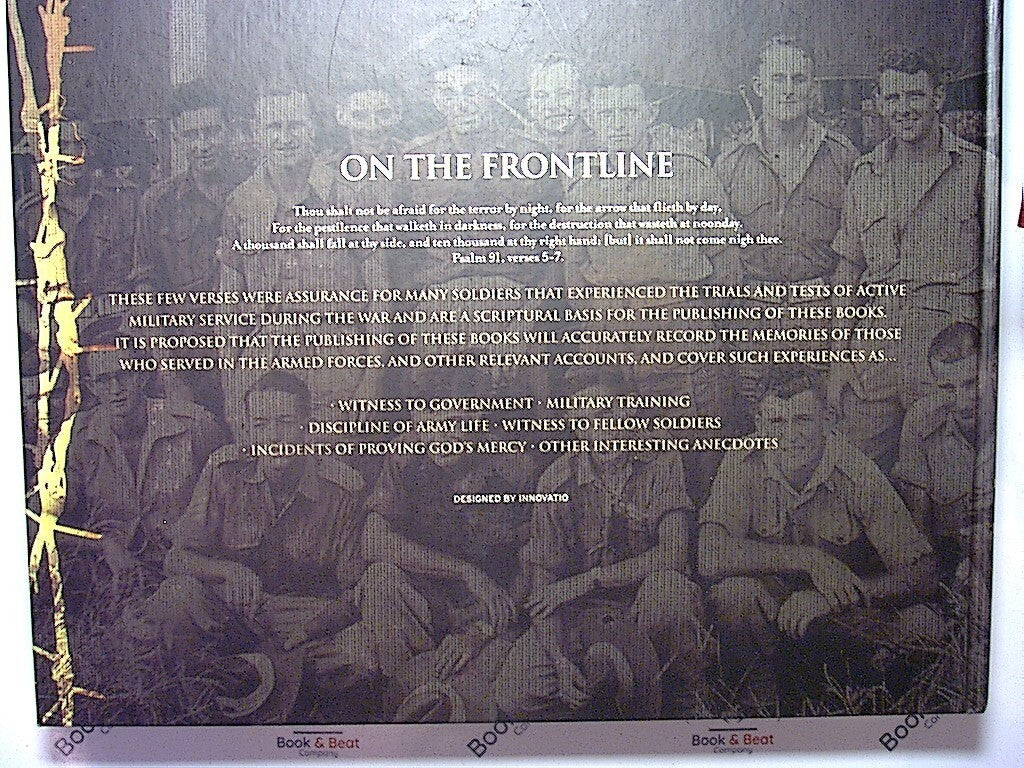 ON THE FRONTLINE
Thou shalt not be afraid for the terror by night, for the arrow that flieth by day,
For the pestilence that walketh in darkness, for the destruction that wasteth at noonday.
A thousand shall fall at thy side, and ten thousand at thy right hand; [but] it shall not come nigh thee.
Psalm 91, verses 5-7.
THESE FEW VERSES WERE ASSURANCE FOR MANY SOLDIERS THAT EXPERIENCED THE TRIALS AND TESTS OF ACTIVE
MILITARY SERVICE DURING THE WAR AND ARE A SCRIPTURAL BASIS FOR THE PUBLISHING OF THESE BOOKS.
IT IS PROPOSED THAT THE PUBLISHING OF THESE BOOKS WILL ACCURATELY RECORD THE MEMORIES OF THOSE
WHO SERVED IN THE ARMED FORCES, AND OTHER RELEVANT ACCOUNTS, AND COVER SUCH EXPERIENCES AS...
· WITNESS TO GOVERNMENT · MILITARY TRAINING
· DISCIPLINE OF ARMY LIFE · WITNESS TO FELLOW SOLDIERS
· INCIDENTS OF PROVING GOD'S MERCY · OTHER INTERESTING ANECDOTES
DESIGNED BY INNOVATIO
Book
Book & Beat
Company
Book
Book & Beat
Company
Book